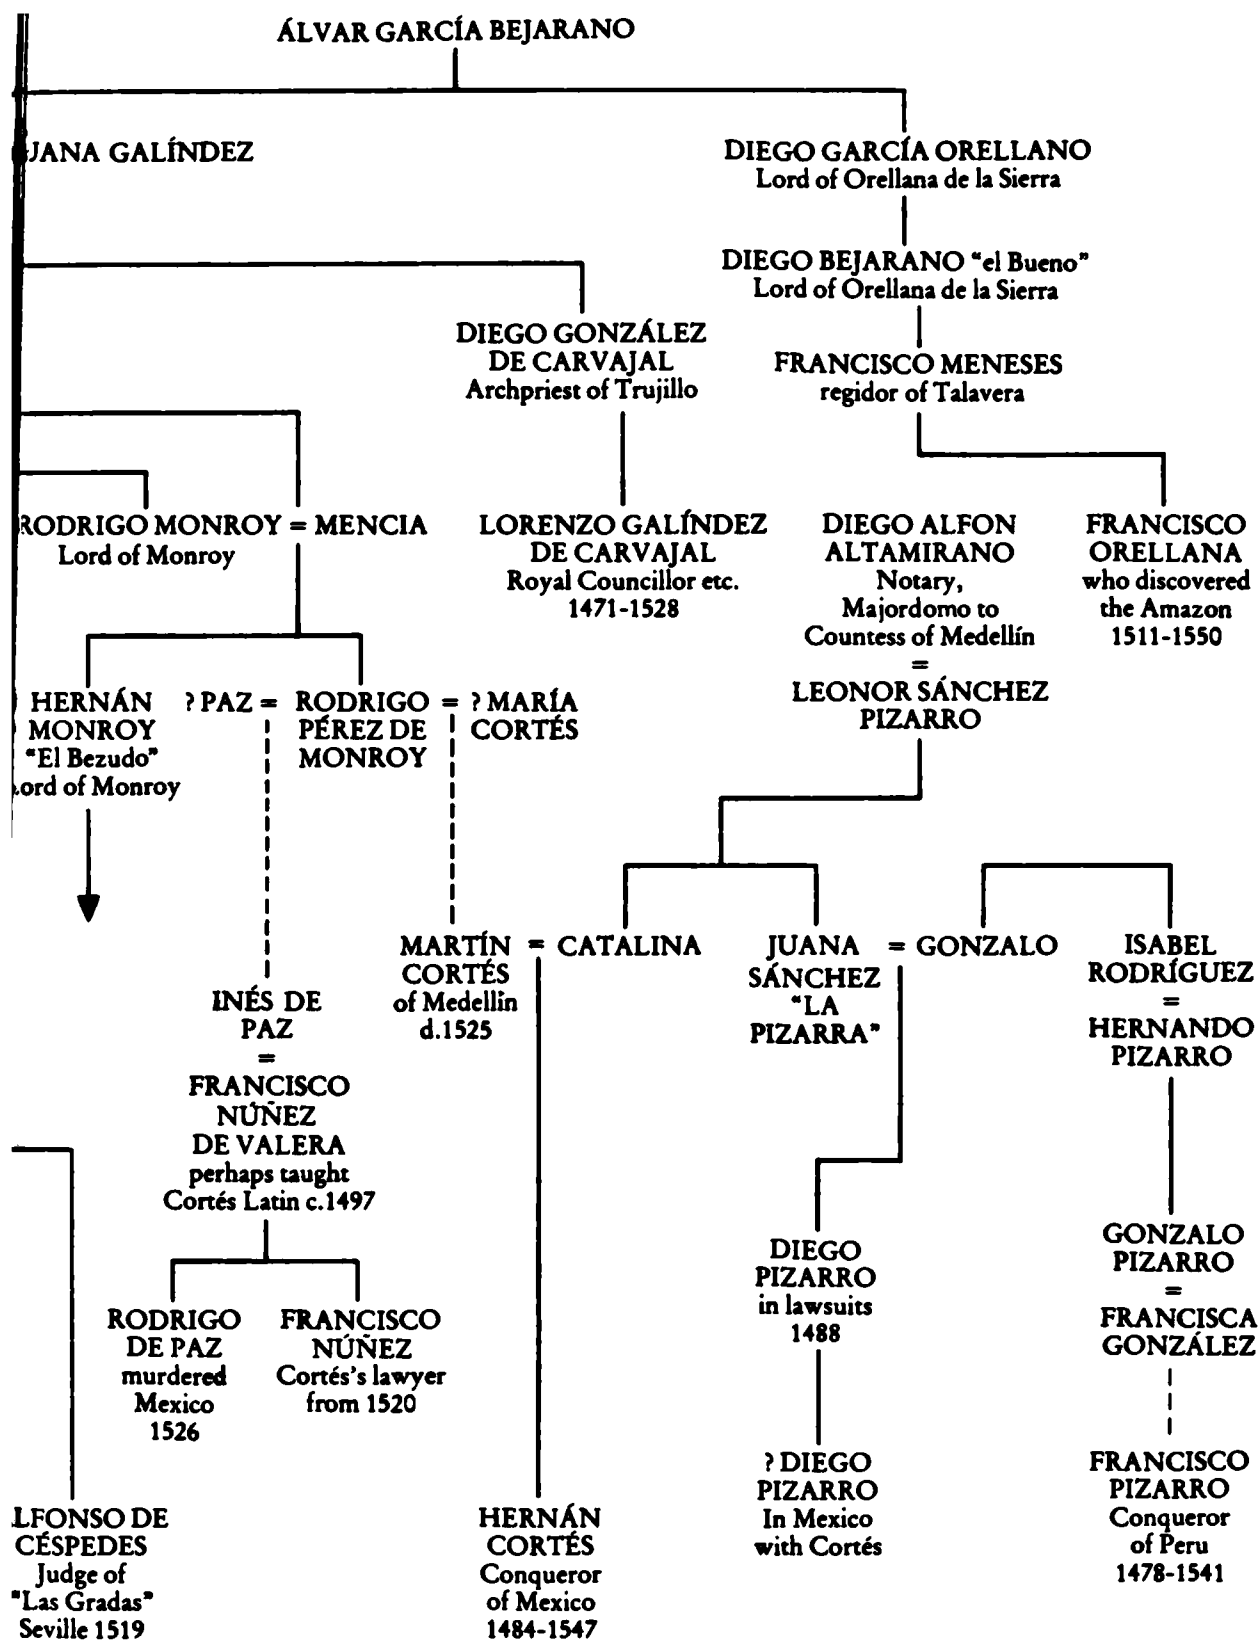 ÁLVAR GARCÍA BEJARANO
JANA GALÍNDEZ
DIEGO GARCÍA ORELLANO
Lord of Orellana de la Sierra
DIEGO BEJARANO "el Bueno"
Lord of Orellana de la Sierra
DIEGO GONZÁLEZ
DE CARVAJAL
Archpriest of Trujillo
FRANCISCO MENESES
regidor of Talavera
RODRIGO MONROY = MENCIA
Lord of Monroy
LORENZO GALÍNDEZ
DE CARVAJAL
Royal Councillor etc.
1471-1528
DIEGO ALFON
ALTAMIRANO
Notary,
Majordomo to
Countess of Medellín
=
LEONOR SÁNCHEZ
PIZARRO
FRANCISCO
ORELLANA
who discovered
the Amazon
1511-1550
HERNÁN
MONROY
"El Bezudo"
Lord of Monroy
? PAZ = RODRIGO = ? MARÍA
PÉREZ DE
MONROY
CORTÉS
MARTÍN = CATALINA
CORTÉS
of Medellin
d.1525
JUANA = GONZALO
SÁNCHEZ
"LA
PIZARRA"
ISABEL
RODRÍGUEZ
=
HERNANDO
PIZARRO
INÉS DE
PAZ
=
FRANCISCO
NÚÑEZ
DE VALERA
perhaps taught
Cortés Latin c.1497
DIEGO
PIZARRO
in lawsuits
1488
GONZALO
PIZARRO
=
FRANCISCA
GONZÁLEZ
RODRIGO
DE PAZ
murdered
Mexico
1526
FRANCISCO
NÚÑEZ
Cortés's lawyer
from 1520
LFONSO DE
CÉSPEDES
Judge of
"Las Gradas"
Seville 1519
HERNÁN
CORTÉS
Conqueror
of Mexico
1484-1547
? DIEGO
PIZARRO
In Mexico
with Cortés
FRANCISCO
PIZARRO
Conqueror
of Peru
1478-1541